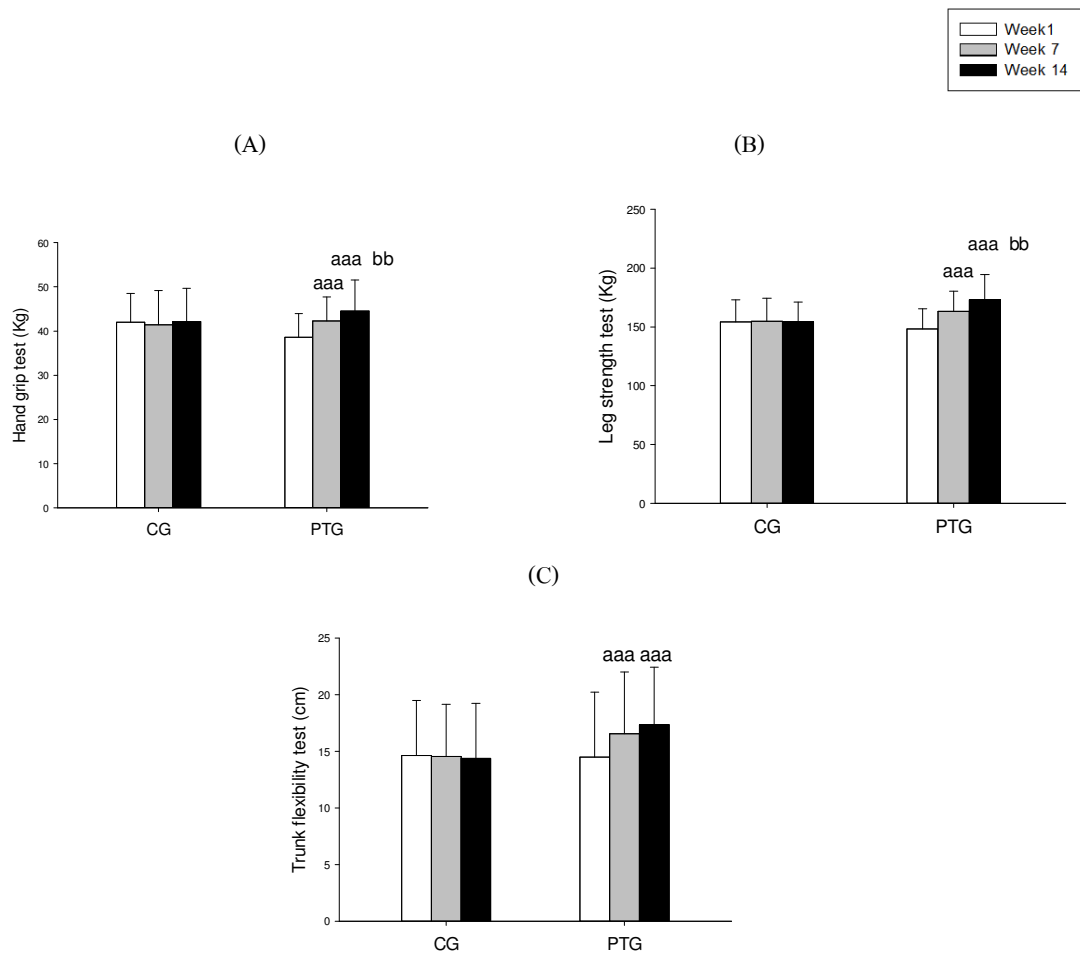 Week1
Week 7
Week 14
(A)
(B)
Hand grip test (Kg)
60
50
40
30
20
10
0
aaa bb
aaa
CG
PTG
Leg strength test (Kg)
250
200
150
100
50
0
aaa bb
aaa
CG
PTG
(C)
Trunk flexibility test (cm)
25
20
15
10
5
0
aaa aaa
CG
PTG